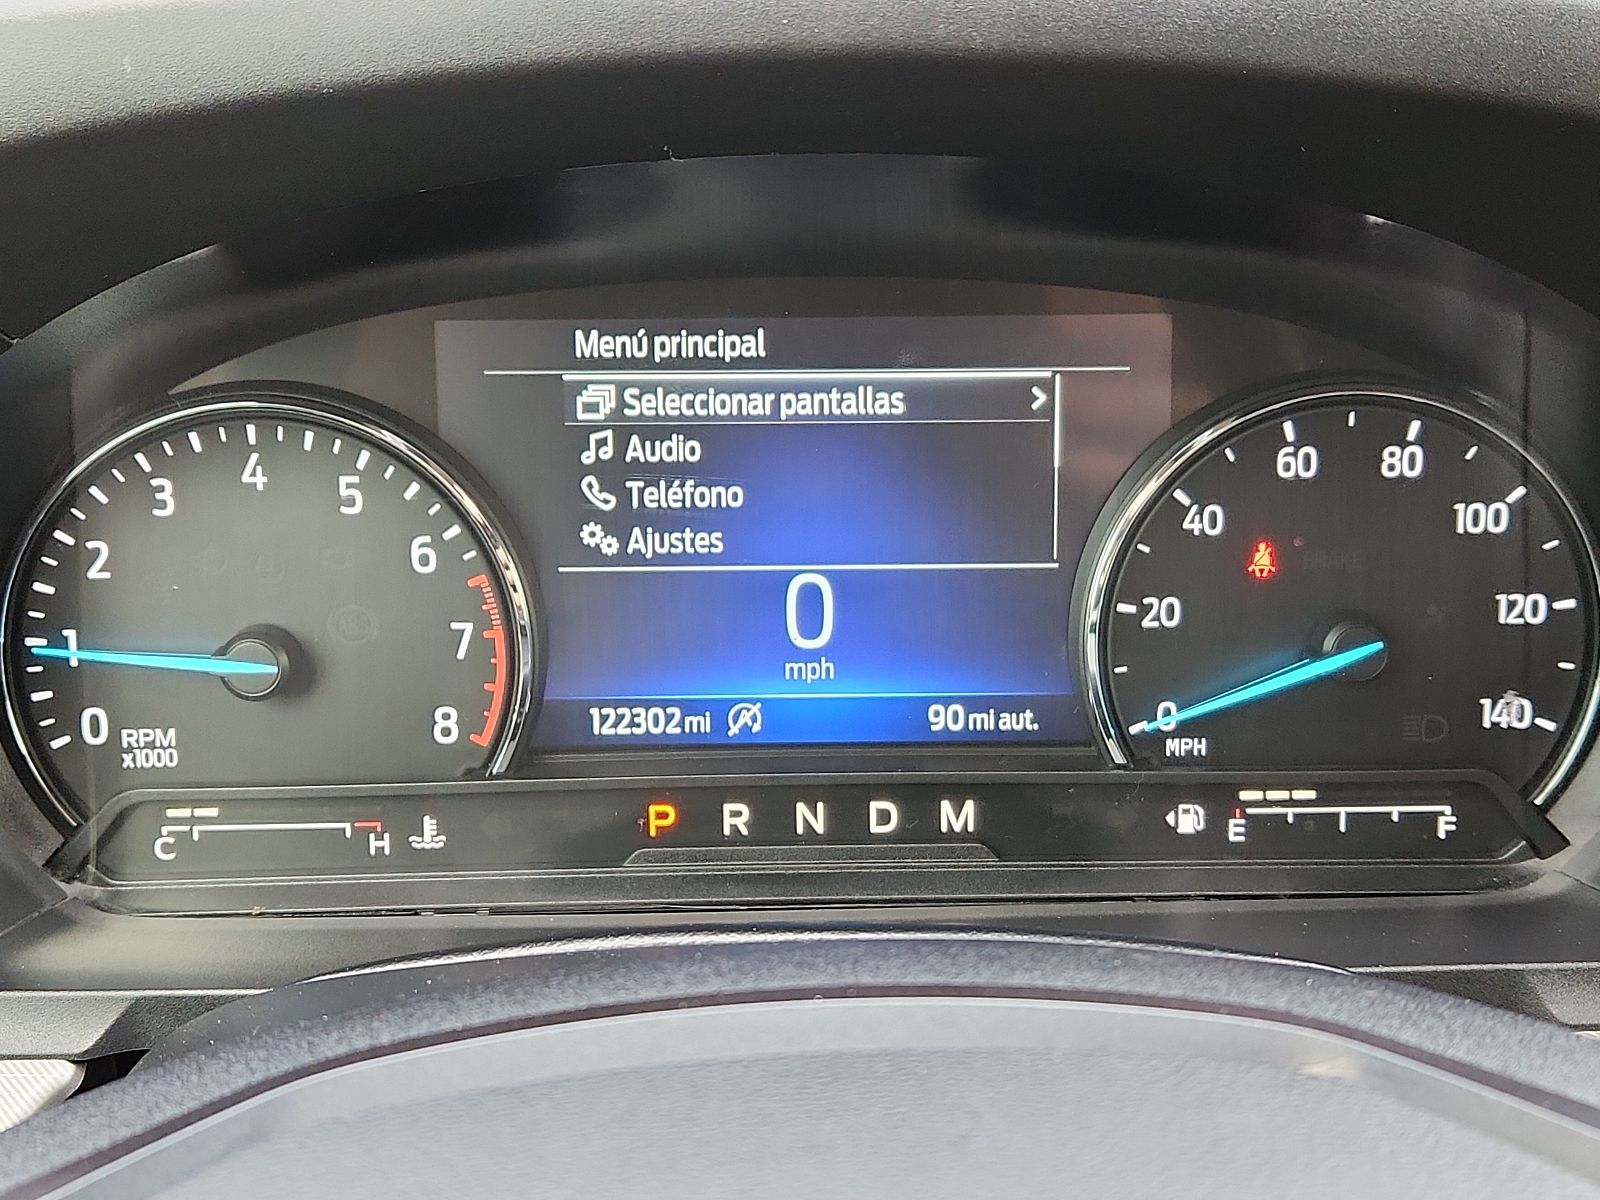 Menú principal
Seleccionar pantallas
Audio
Teléfono
Ajustes
0
mph
122302 mi
90 mi aut.
0 1 2 3 4 5 6 7 8
RPM
x1000
0 20 40 60 80 100 120 140
MPH
BRAKE
C H
P R N D M
E F